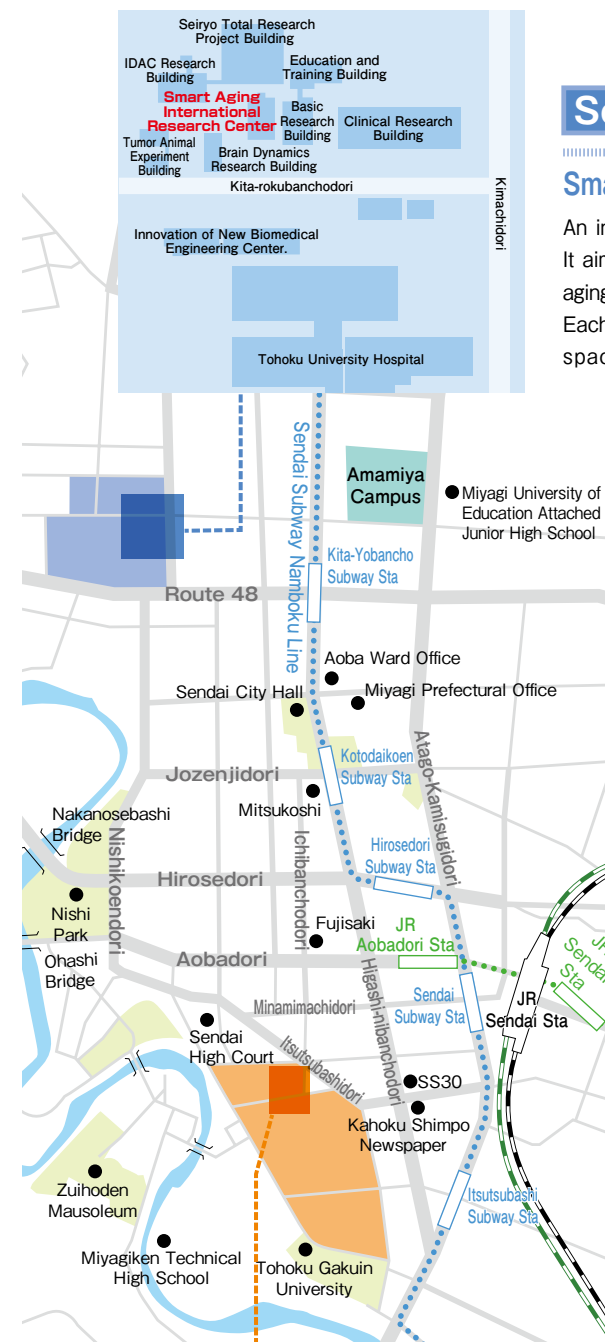 Seiryo Total Research
Project Building
IDAC Research
Building
Education and
Training Building
Smart Aging
International
Research Center
Basic
Research
Building
Clinical Research
Building
Tumor Animal
Experiment
Building
Brain Dynamics
Research Building
Kita-rokubanchodori
Kimachidori
Innovation of New Biomedical
Engineering Center.
Tohoku University Hospital
An in
It aim
aging
Each
spac
Sendai Subway Namboku Line
Amamiya
Campus
Miyagi University of
Education Attached
Junior High School
Kita-Yobancho
Subway Sta
Route 48
Aoba Ward Office
Sendai City Hall
Miyagi Prefectural Office
Kotodaikoen
Subway Sta
Atago-Kamisugidori
Jozenjidori
Mitsukoshi
Nakanosebashi
Bridge
Nishikoendori
Ichibanchodori
Hirosedori
Subway Sta
Hirosedori
Nishi
Park
Fujisaki
JR
Aobadori Sta
Ohashi
Bridge
Aobadori
Higashi-nibanchodori
JR
Sendai
Sta
Sendai
Subway Sta
JR
Sendai Sta
Minamimachidori
Sendai
High Court
Itsutsubashidori
SS30
Kahoku Shimpo
Newspaper
Zuihoden
Mausoleum
Itsutsubashi
Subway Sta
Miyagiken Technical
High School
Tohoku Gakuin
University